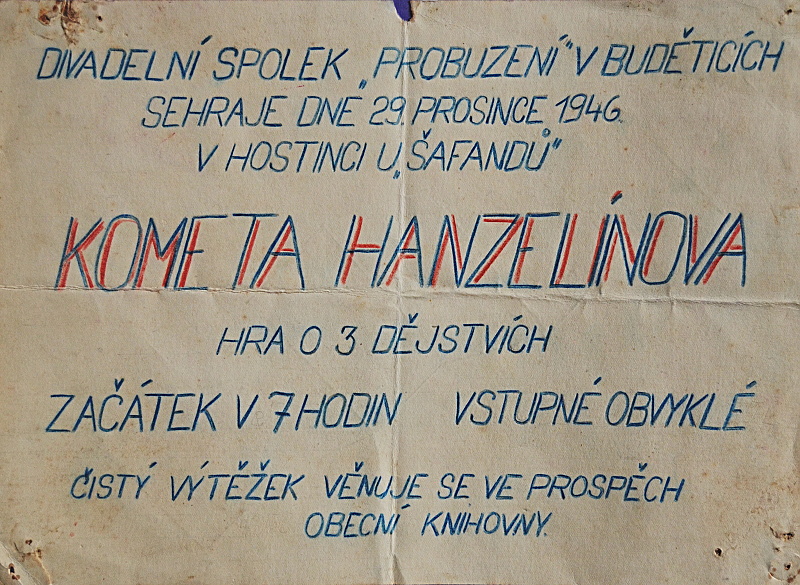 DIVADELNÍ SPOLEK „PROBUZENÍ" V BUDĚTICÍCH
SEHRAJE DNE 29. PROSINCE 1946.
V HOSTINCI U „ŠAFANDŮ"
KOMETA HANZELÍNOVA
HRA O 3. DĚJSTVÍCH
ZAČÁTEK V 7 HODIN VSTUPNÉ OBVYKLÉ
ČISTÝ VÝTĚŽEK VĚNUJE SE VE PROSPĚCH
OBECNÍ KNIHOVNY.